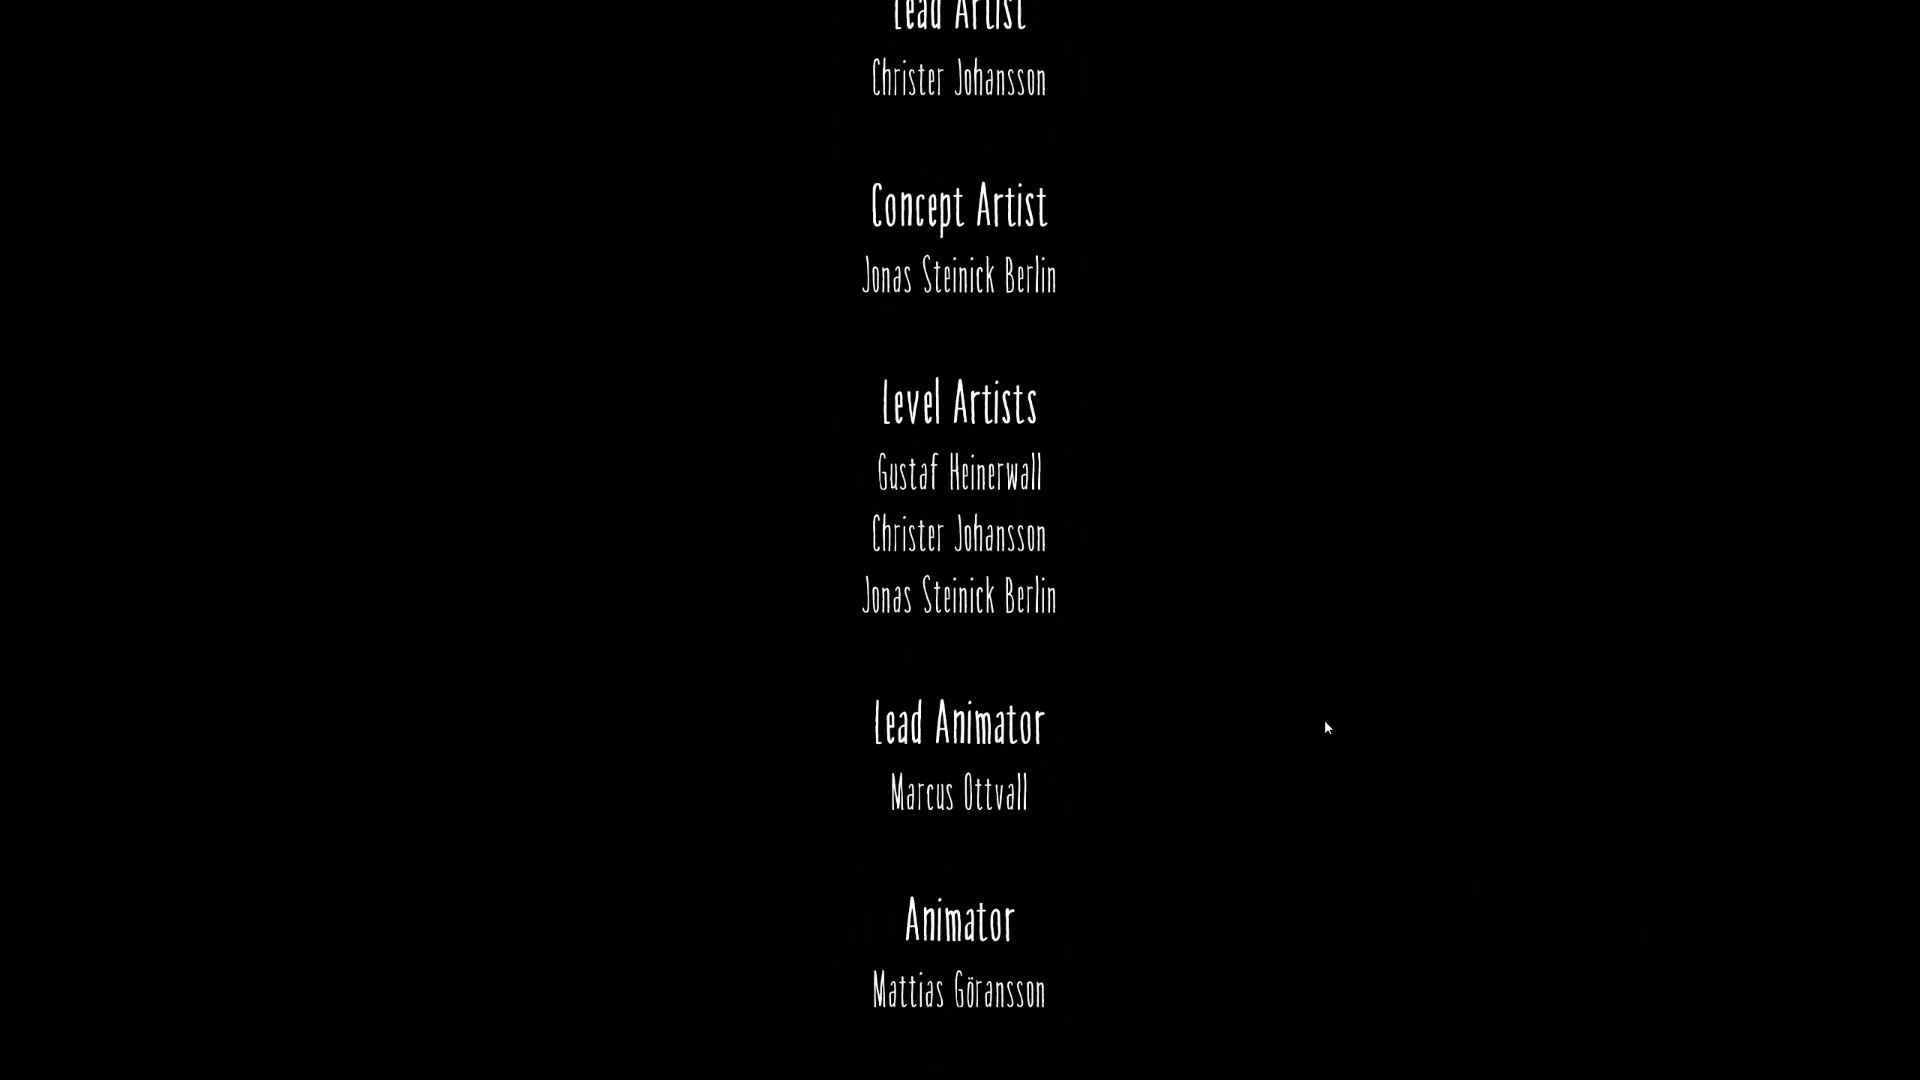 Lead Artist
Christer Johansson
Concept Artist
Jonas Steinick Berlin
Level Artists
Gustaf Heinerwall
Christer Johansson
Jonas Steinick Berlin
Lead Animator
Marcus Ottvall
Animator
Mattias Göransson